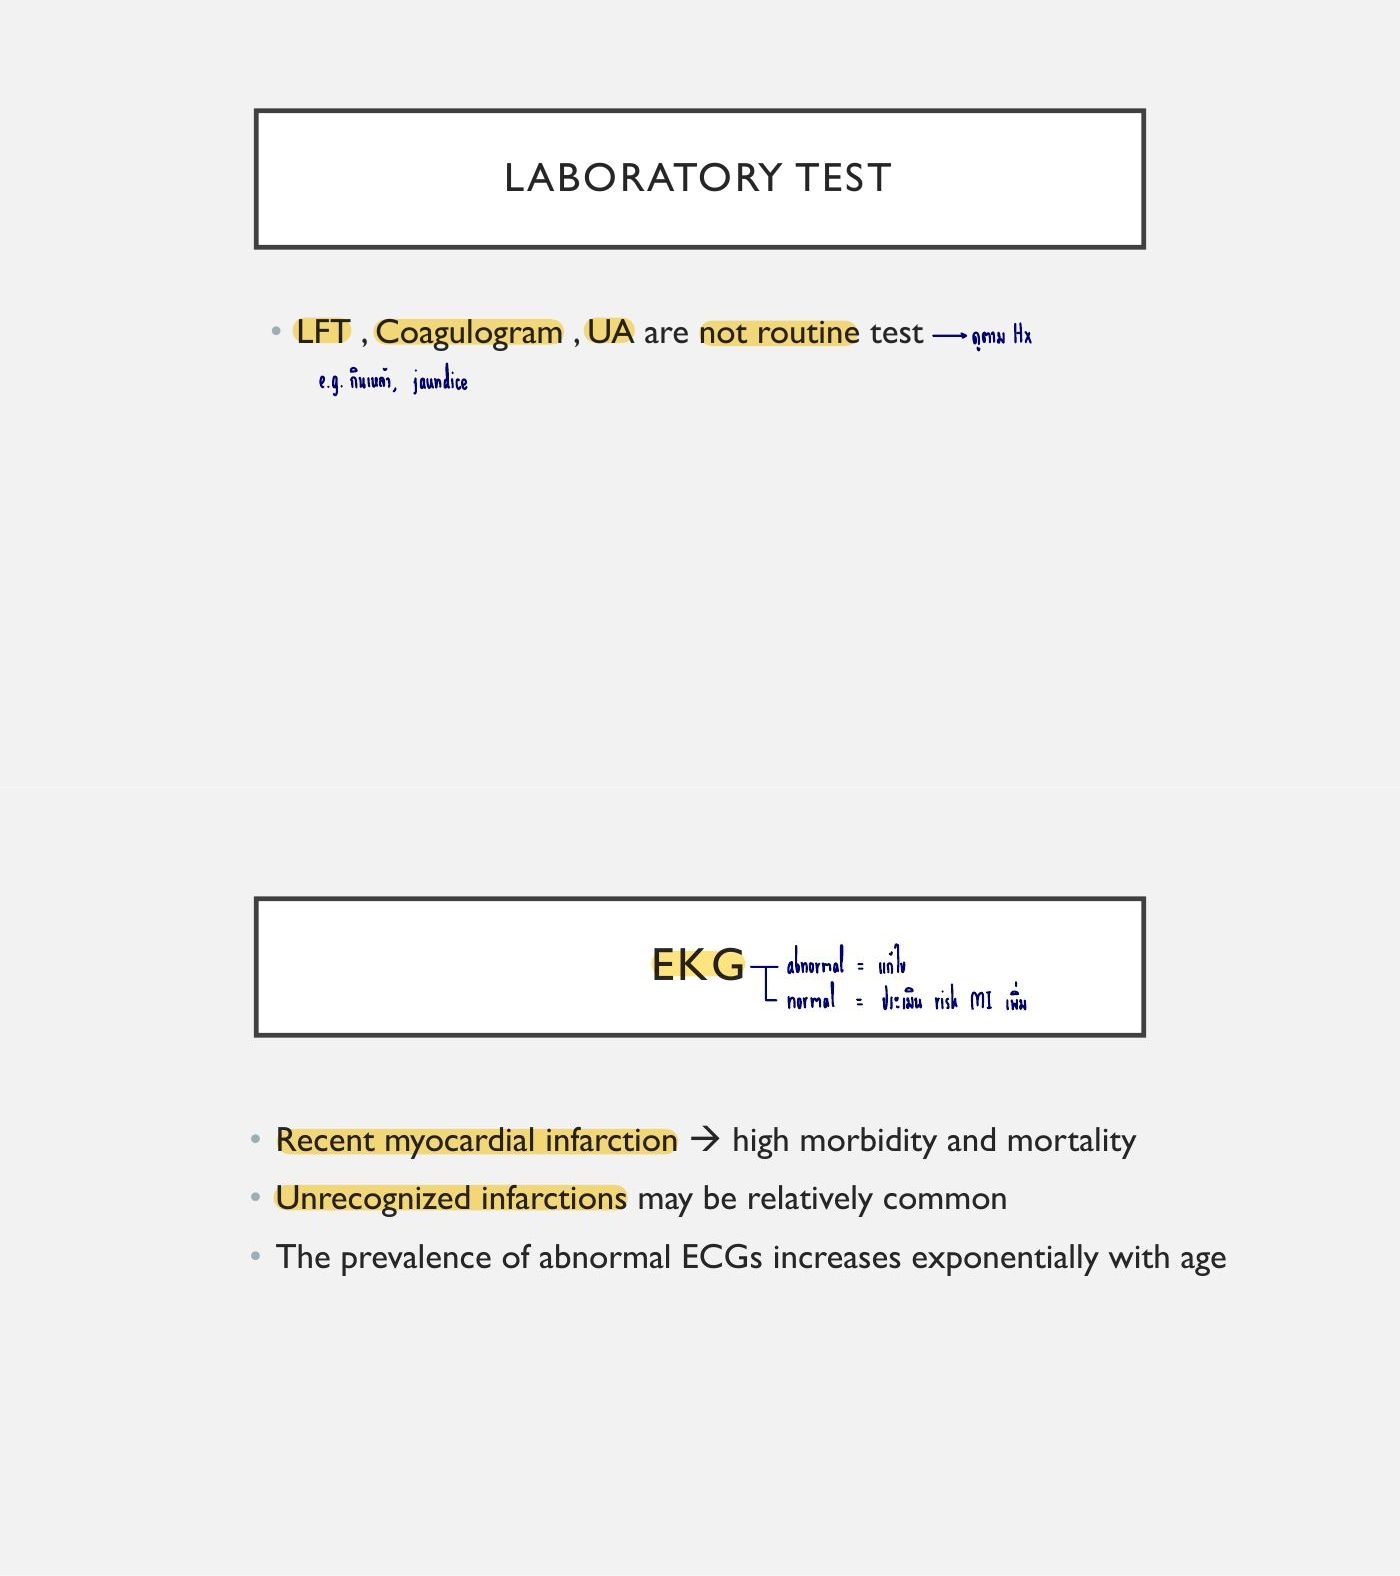 LABORATORY TEST
• LFT , Coagulogram , UA are not routine test → ดูตาม Hx
e.g. กินเหล้า, jaundice
EKG
abnormal = แก้ไข
normal = ประเมิน risk MI เพิ่ม
• Recent myocardial infarction → high morbidity and mortality
• Unrecognized infarctions may be relatively common
• The prevalence of abnormal ECGs increases exponentially with age